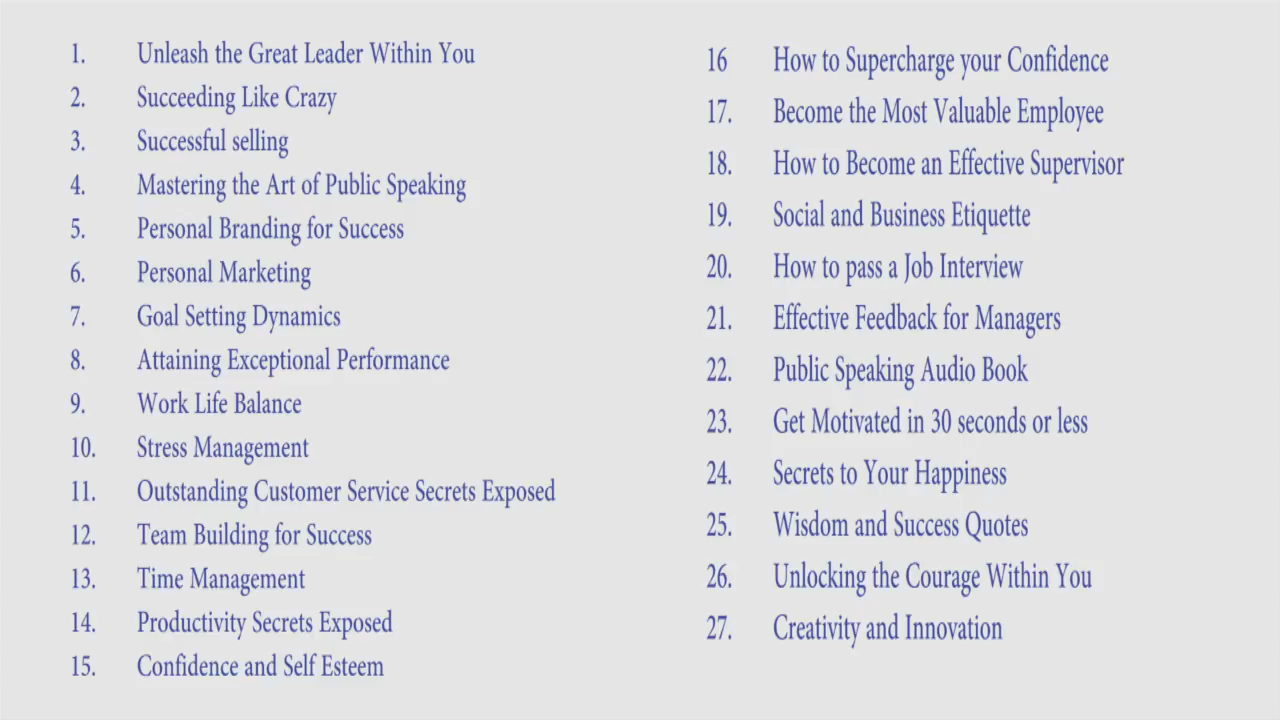 1. Unleash the Great Leader Within You
2. Succeeding Like Crazy
3. Successful selling
4. Mastering the Art of Public Speaking
5. Personal Branding for Success
6. Personal Marketing
7. Goal Setting Dynamics
8. Attaining Exceptional Performance
9. Work Life Balance
10. Stress Management
11. Outstanding Customer Service Secrets Exposed
12. Team Building for Success
13. Time Management
14. Productivity Secrets Exposed
15. Confidence and Self Esteem
16 How to Supercharge your Confidence
17. Become the Most Valuable Employee
18. How to Become an Effective Supervisor
19. Social and Business Etiquette
20. How to pass a Job Interview
21. Effective Feedback for Managers
22. Public Speaking Audio Book
23. Get Motivated in 30 seconds or less
24. Secrets to Your Happiness
25. Wisdom and Success Quotes
26. Unlocking the Courage Within You
27. Creativity and Innovation